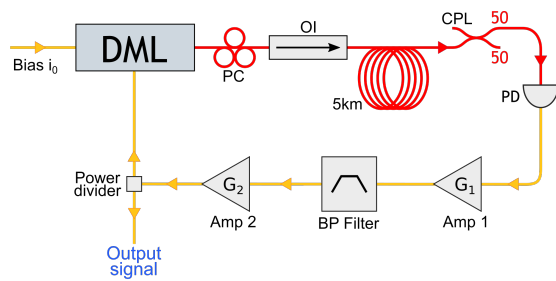 DML
Bias i0
PC
OI
5km
CPL
50
50
PD
G1
Amp 1
BP Filter
G2
Amp 2
Power
divider
Output
signal